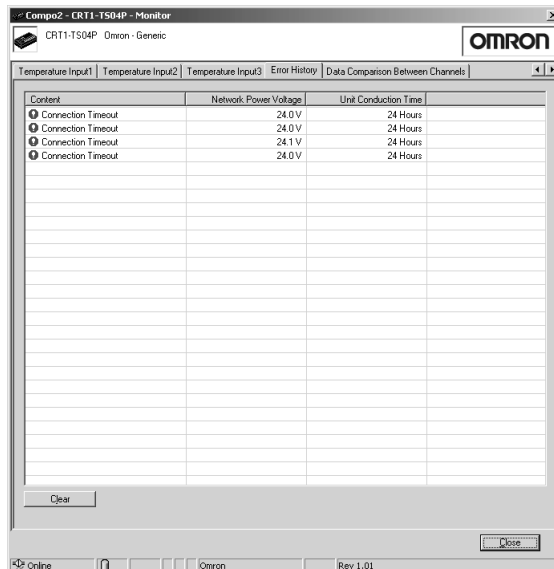 Compo2 - CRT1-TS04P - Monitor
CRT1-TS04P Omron - Generic
OMRON
Temperature Input1 Temperature Input2 Temperature Input3 Error History Data Comparison Between Channels
Content Network Power Voltage Unit Conduction Time
Connection Timeout 24.0 V 24 Hours
Connection Timeout 24.0 V 24 Hours
Connection Timeout 24.1 V 24 Hours
Connection Timeout 24.0 V 24 Hours
Clear
Close
Online Omron Rev 1.01